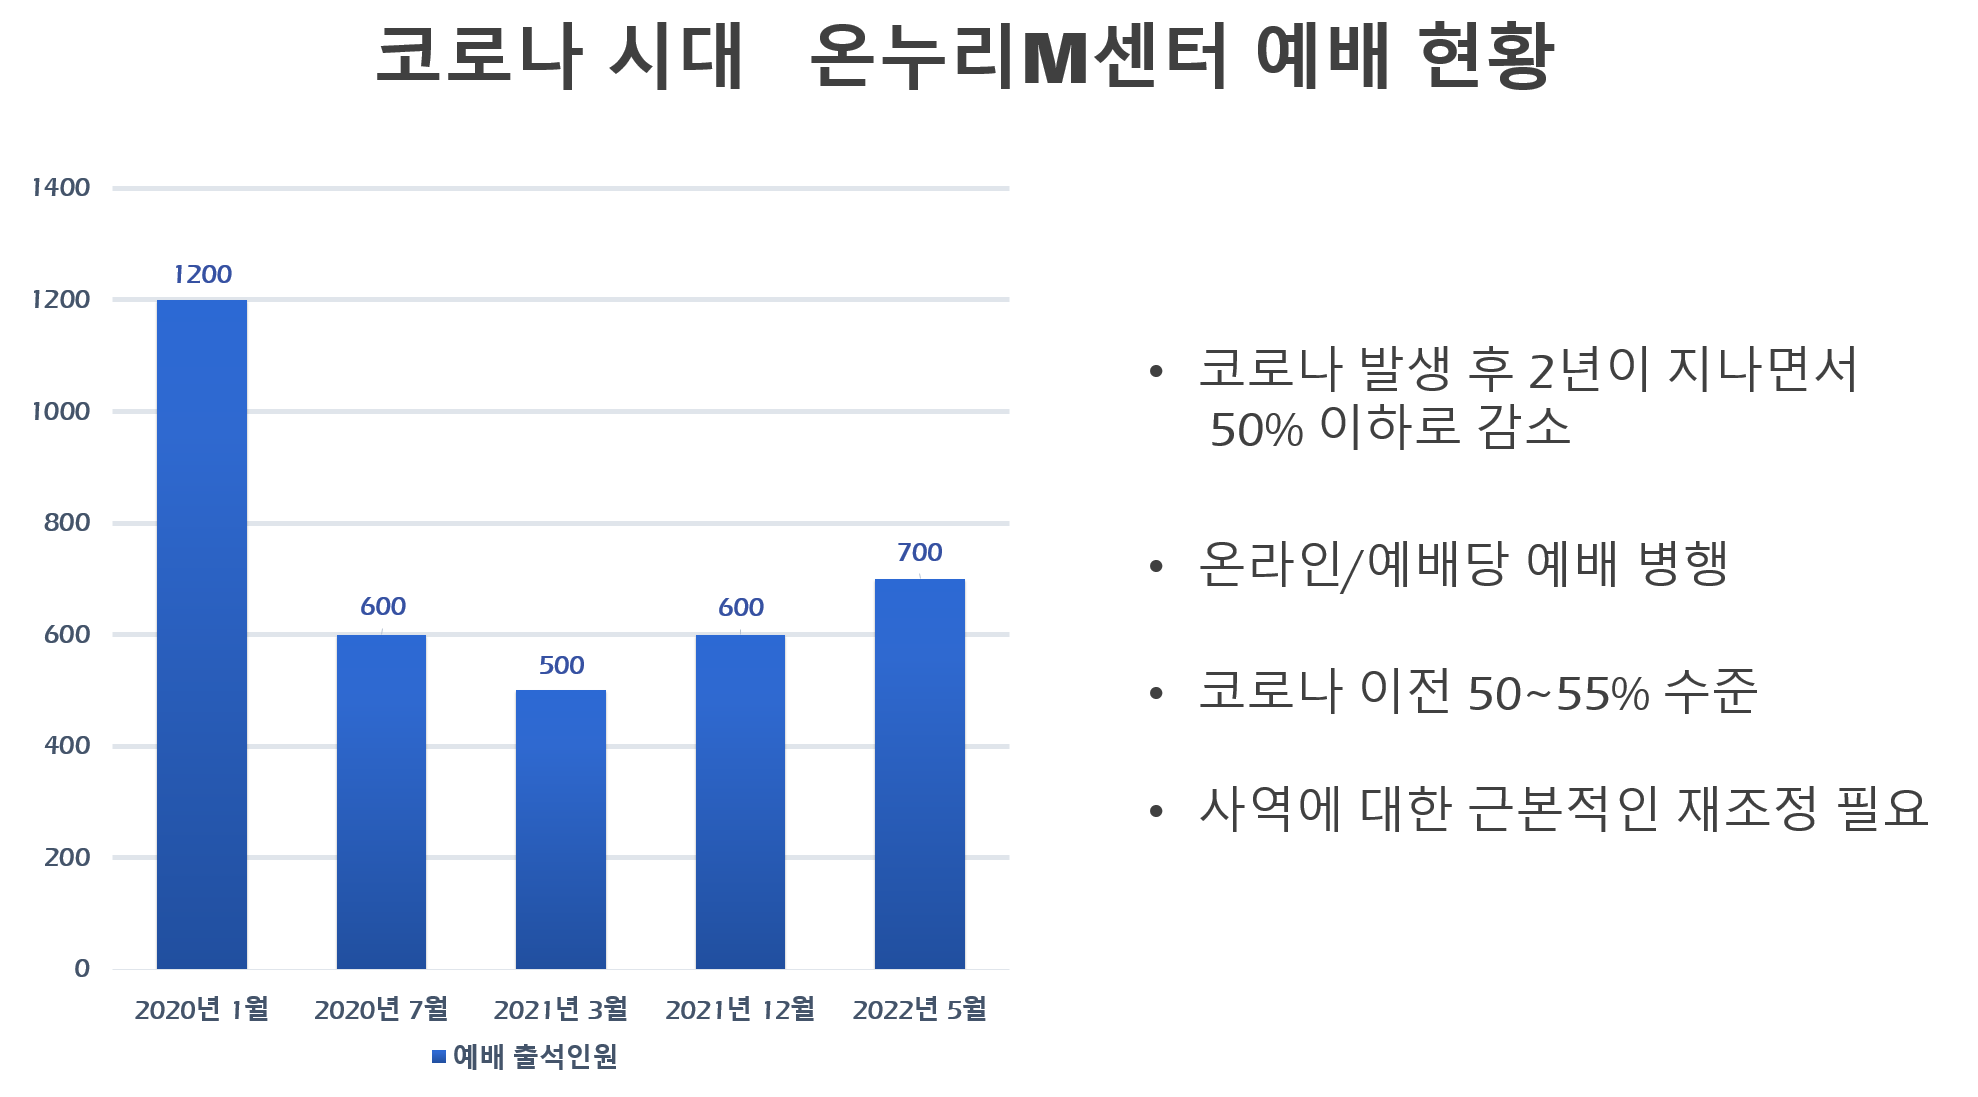 코로나 시대 온누리M센터 예배 현황
1400
1200
1000
800
600
400
200
0
1200
600
500
600
700
2020년 1월
2020년 7월
2021년 3월
2021년 12월
2022년 5월
예배 출석인원
• 코로나 발생 후 2년이 지나면서
50% 이하로 감소
• 온라인/예배당 예배 병행
• 코로나 이전 50~55% 수준
• 사역에 대한 근본적인 재조정 필요